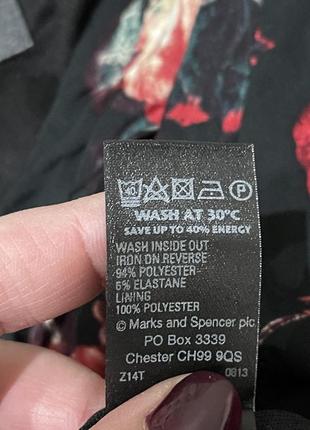 40 P
WASH AT 30°C
SAVE UP TO 40% ENERGY
WASH INSIDE OUT
IRON ON REVERSE
94% POLYESTER
6% ELASTANE
LINING
100% POLYESTER
© Marks and Spencer plc
PO Box 3339
Chester CH99 9QS
Z14T 0813